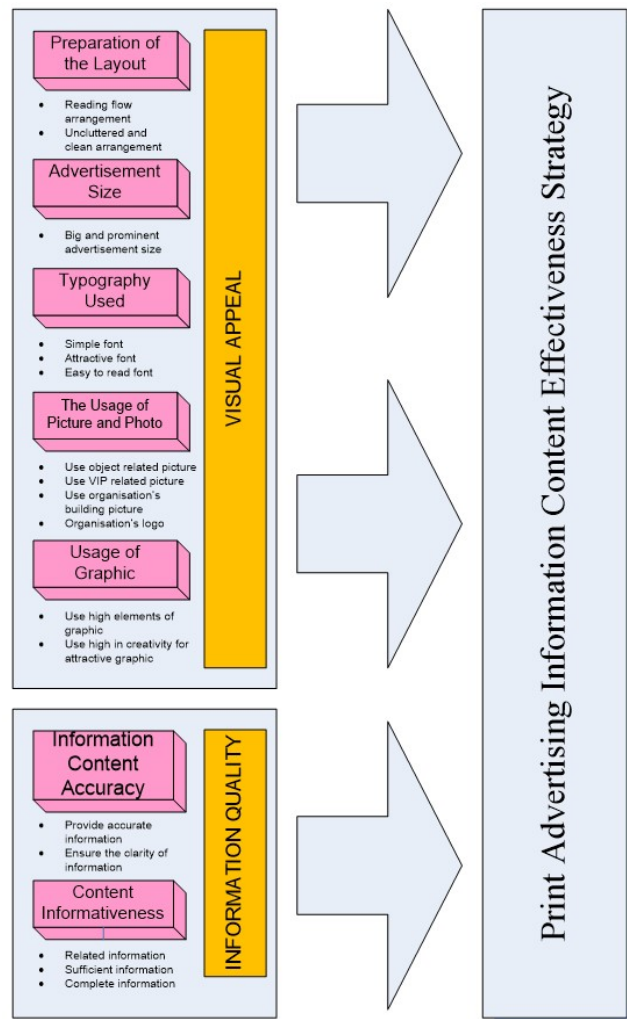 Preparation of
the Layout
• Reading flow
arrangement
• Uncluttered and
clean arrangement
Advertisement
Size
• Big and prominent
advertisement size
Typography
Used
• Simple font
• Attractive font
• Easy to read font
The Usage of
Picture and Photo
• Use object related picture
• Use VIP related picture
• Use organisation's
building picture
• Organisation's logo
Usage of
Graphic
• Use high elements of
graphic
• Use high in creativity for
attractive graphic
VISUAL APPEAL
Information
Content
Accuracy
• Provide accurate
information
• Ensure the clarity of
information
Content
Informativeness
• Related information
• Sufficient information
• Complete information
INFORMATION QUALITY
Print Advertising Information Content Effectiveness Strategy